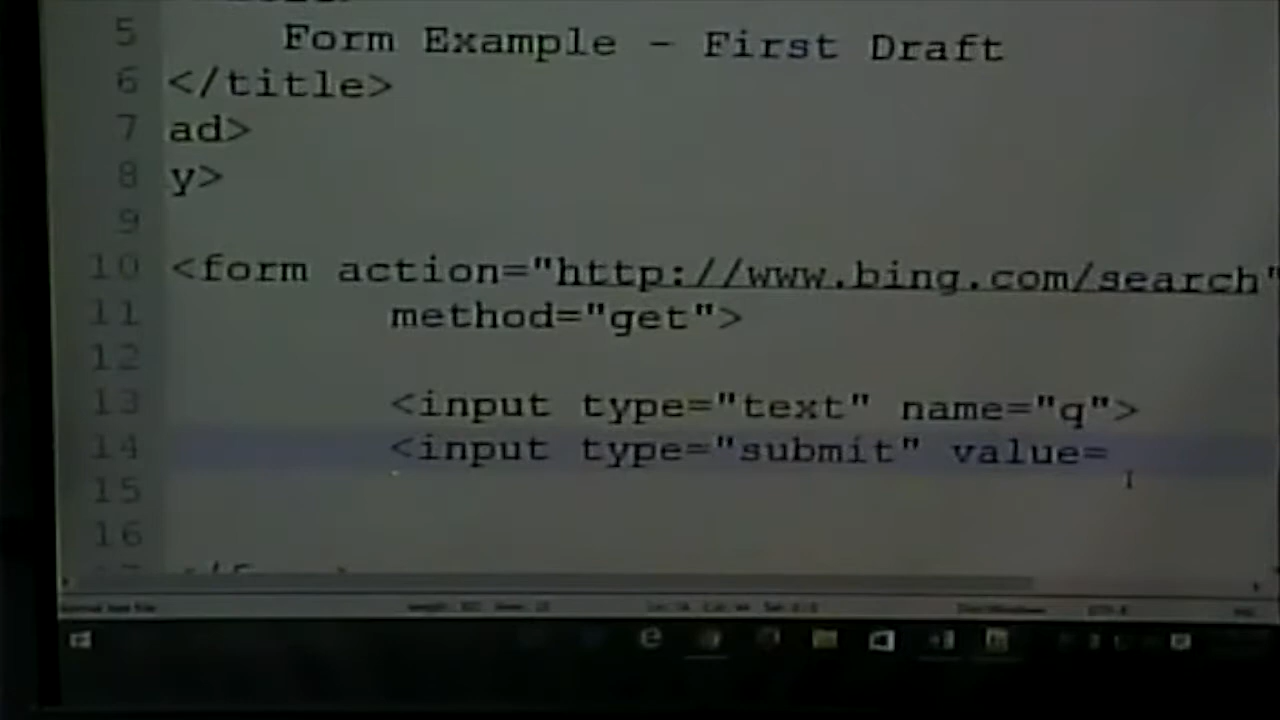 5 Form Example - First Draft
6 </title>
7 ad>
8 y>
9
10 <form action="http://www.bing.com/search"
11 method="get">
12
13 <input type="text" name="q">
14 <input type="submit" value=
15
16